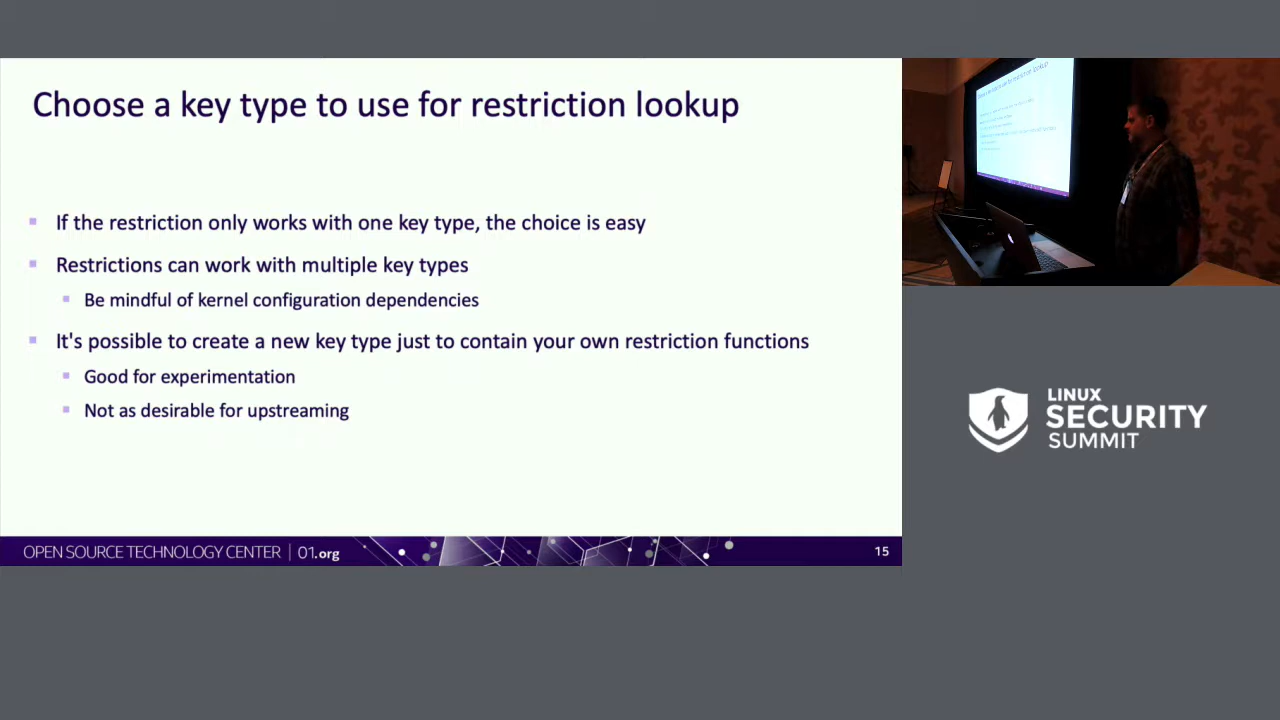 Choose a key type to use for restriction lookup
If the restriction only works with one key type, the choice is easy
Restrictions can work with multiple key types
Be mindful of kernel configuration dependencies
It's possible to create a new key type just to contain your own restriction functions
Good for experimentation
Not as desirable for upstreaming
OPEN SOURCE TECHNOLOGY CENTER | 01.org
15
LINUX
SECURITY
SUMMIT